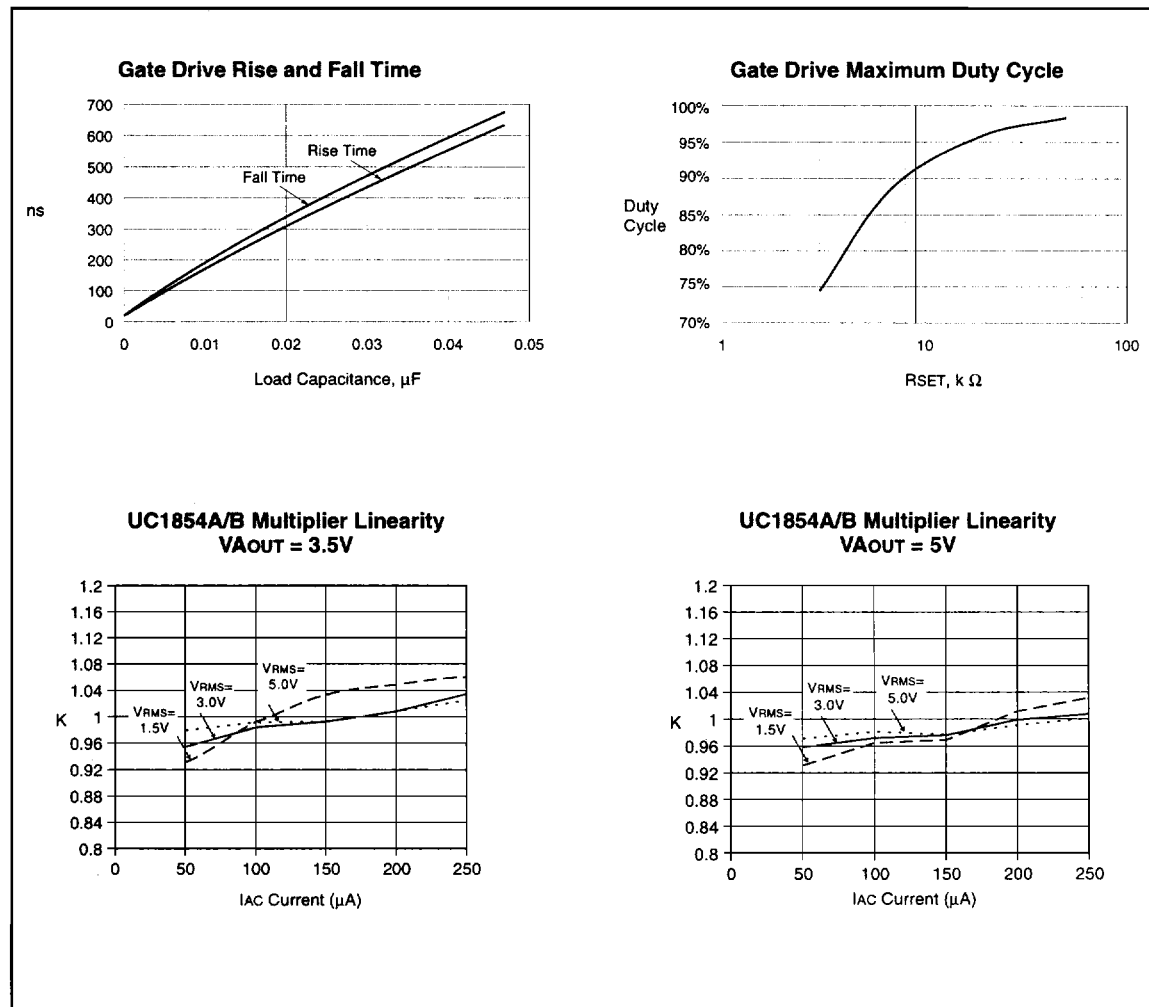 Gate Drive Rise and Fall Time
700
600
500
400
300
200
100
0
ns
Rise Time
Fall Time
0 0.01 0.02 0.03 0.04 0.05
Load Capacitance, µF
Gate Drive Maximum Duty Cycle
100%
95%
90%
85%
80%
75%
70%
Duty
Cycle
1 10 100
RSET, k Ω
UC1854A/B Multiplier Linearity
VAOUT = 3.5V
1.2
1.16
1.12
1.08
1.04
1
0.96
0.92
0.88
0.84
0.8
K
VRMS=
5.0V
VRMS=
3.0V
VRMS=
1.5V
0 50 100 150 200 250
IAC Current (µA)
UC1854A/B Multiplier Linearity
VAOUT = 5V
1.2
1.16
1.12
1.08
1.04
1
0.96
0.92
0.88
0.84
0.8
K
VRMS=
5.0V
VRMS=
3.0V
VRMS=
1.5V
0 50 100 150 200 250
IAC Current (µA)